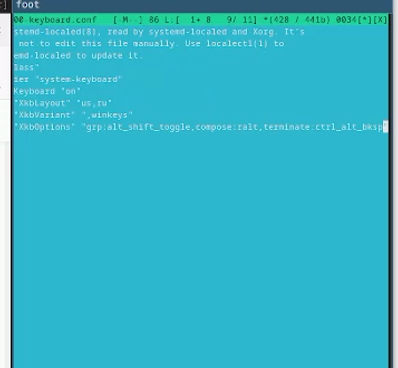 foot
00-keyboard.conf [-M--] 86 L:[ 1+ 8 9/ 11] *(428 / 441b) 0034[*][X]
stemd-localed(8), read by systemd-localed and Xorg. It's
not to edit this file manually. Use localectl(1) to
emd-localed to update it.
lass"
ier "system-keyboard"
Keyboard "on"
"XkbLayout" "us,ru"
"XkbVariant" ",winkeys"
"XkbOptions" "grp:alt_shift_toggle,compose:ralt,terminate:ctrl_alt_bksp"